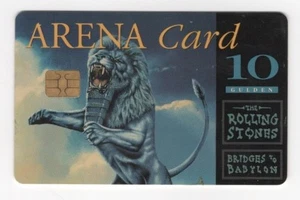 ARENA Card
10
GULDEN
THE
ROLLING
STONES
BRIDGES TO
BABYLON